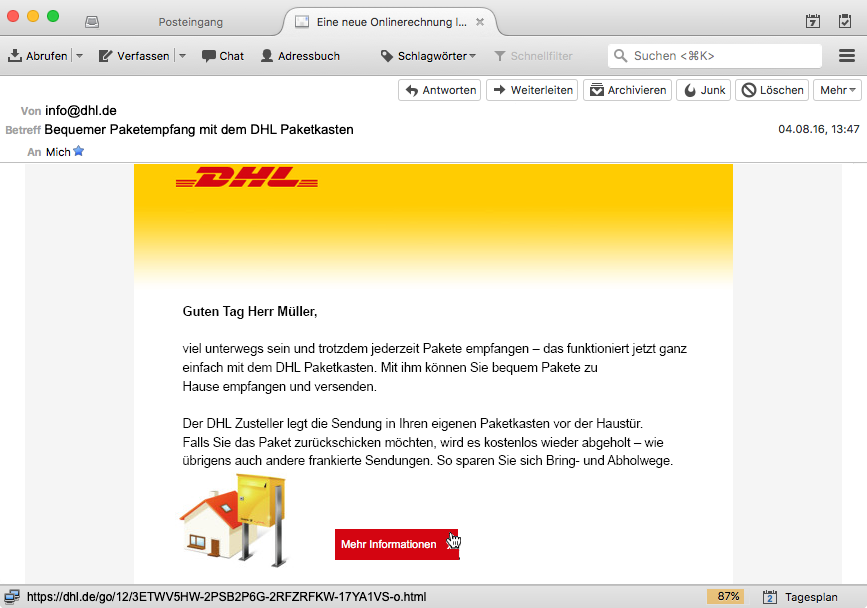 Posteingang
Eine neue Onlinerechnung l...
Abrufen
Verfassen
Chat
Adressbuch
Schlagwörter
Schnellfilter
Suchen <⌘K>
Antworten
Weiterleiten
Archivieren
Junk
Löschen
Mehr
Von info@dhl.de
Betreff Bequemer Paketempfang mit dem DHL Paketkasten
04.08.16, 13:47
An Mich
DHL
Guten Tag Herr Müller,
viel unterwegs sein und trotzdem jederzeit Pakete empfangen – das funktioniert jetzt ganz
einfach mit dem DHL Paketkasten. Mit ihm können Sie bequem Pakete zu
Hause empfangen und versenden.
Der DHL Zusteller legt die Sendung in Ihren eigenen Paketkasten vor der Haustür.
Falls Sie das Paket zurückschicken möchten, wird es kostenlos wieder abgeholt – wie
übrigens auch andere frankierte Sendungen. So sparen Sie sich Bring- und Abholwege.
Mehr Informationen
https://dhl.de/go/12/3ETWV5HW-2PSB2P6G-2RFZRFKW-17YA1VS-o.html
87%
2
Tagesplan